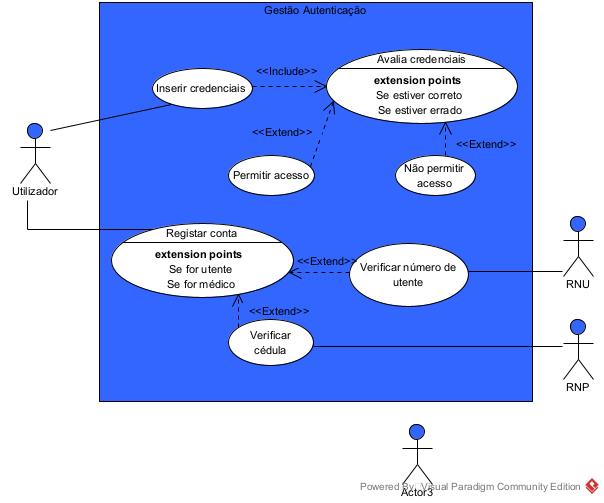 Gestão Autenticação
Avalia credenciais
<<Include>>
Inserir credenciais
extension points
Se estiver correto
Se estiver errado
<<Extend>>
<<Extend>>
Permitir acesso
Não permitir
acesso
Utilizador
Registar conta
extension points
Se for utente
Se for médico
<<Extend>>
Verificar número de
utente
RNU
<<Extend>>
Verificar
cédula
RNP
Powered By Visual Paradigm Community Edition
Actor3